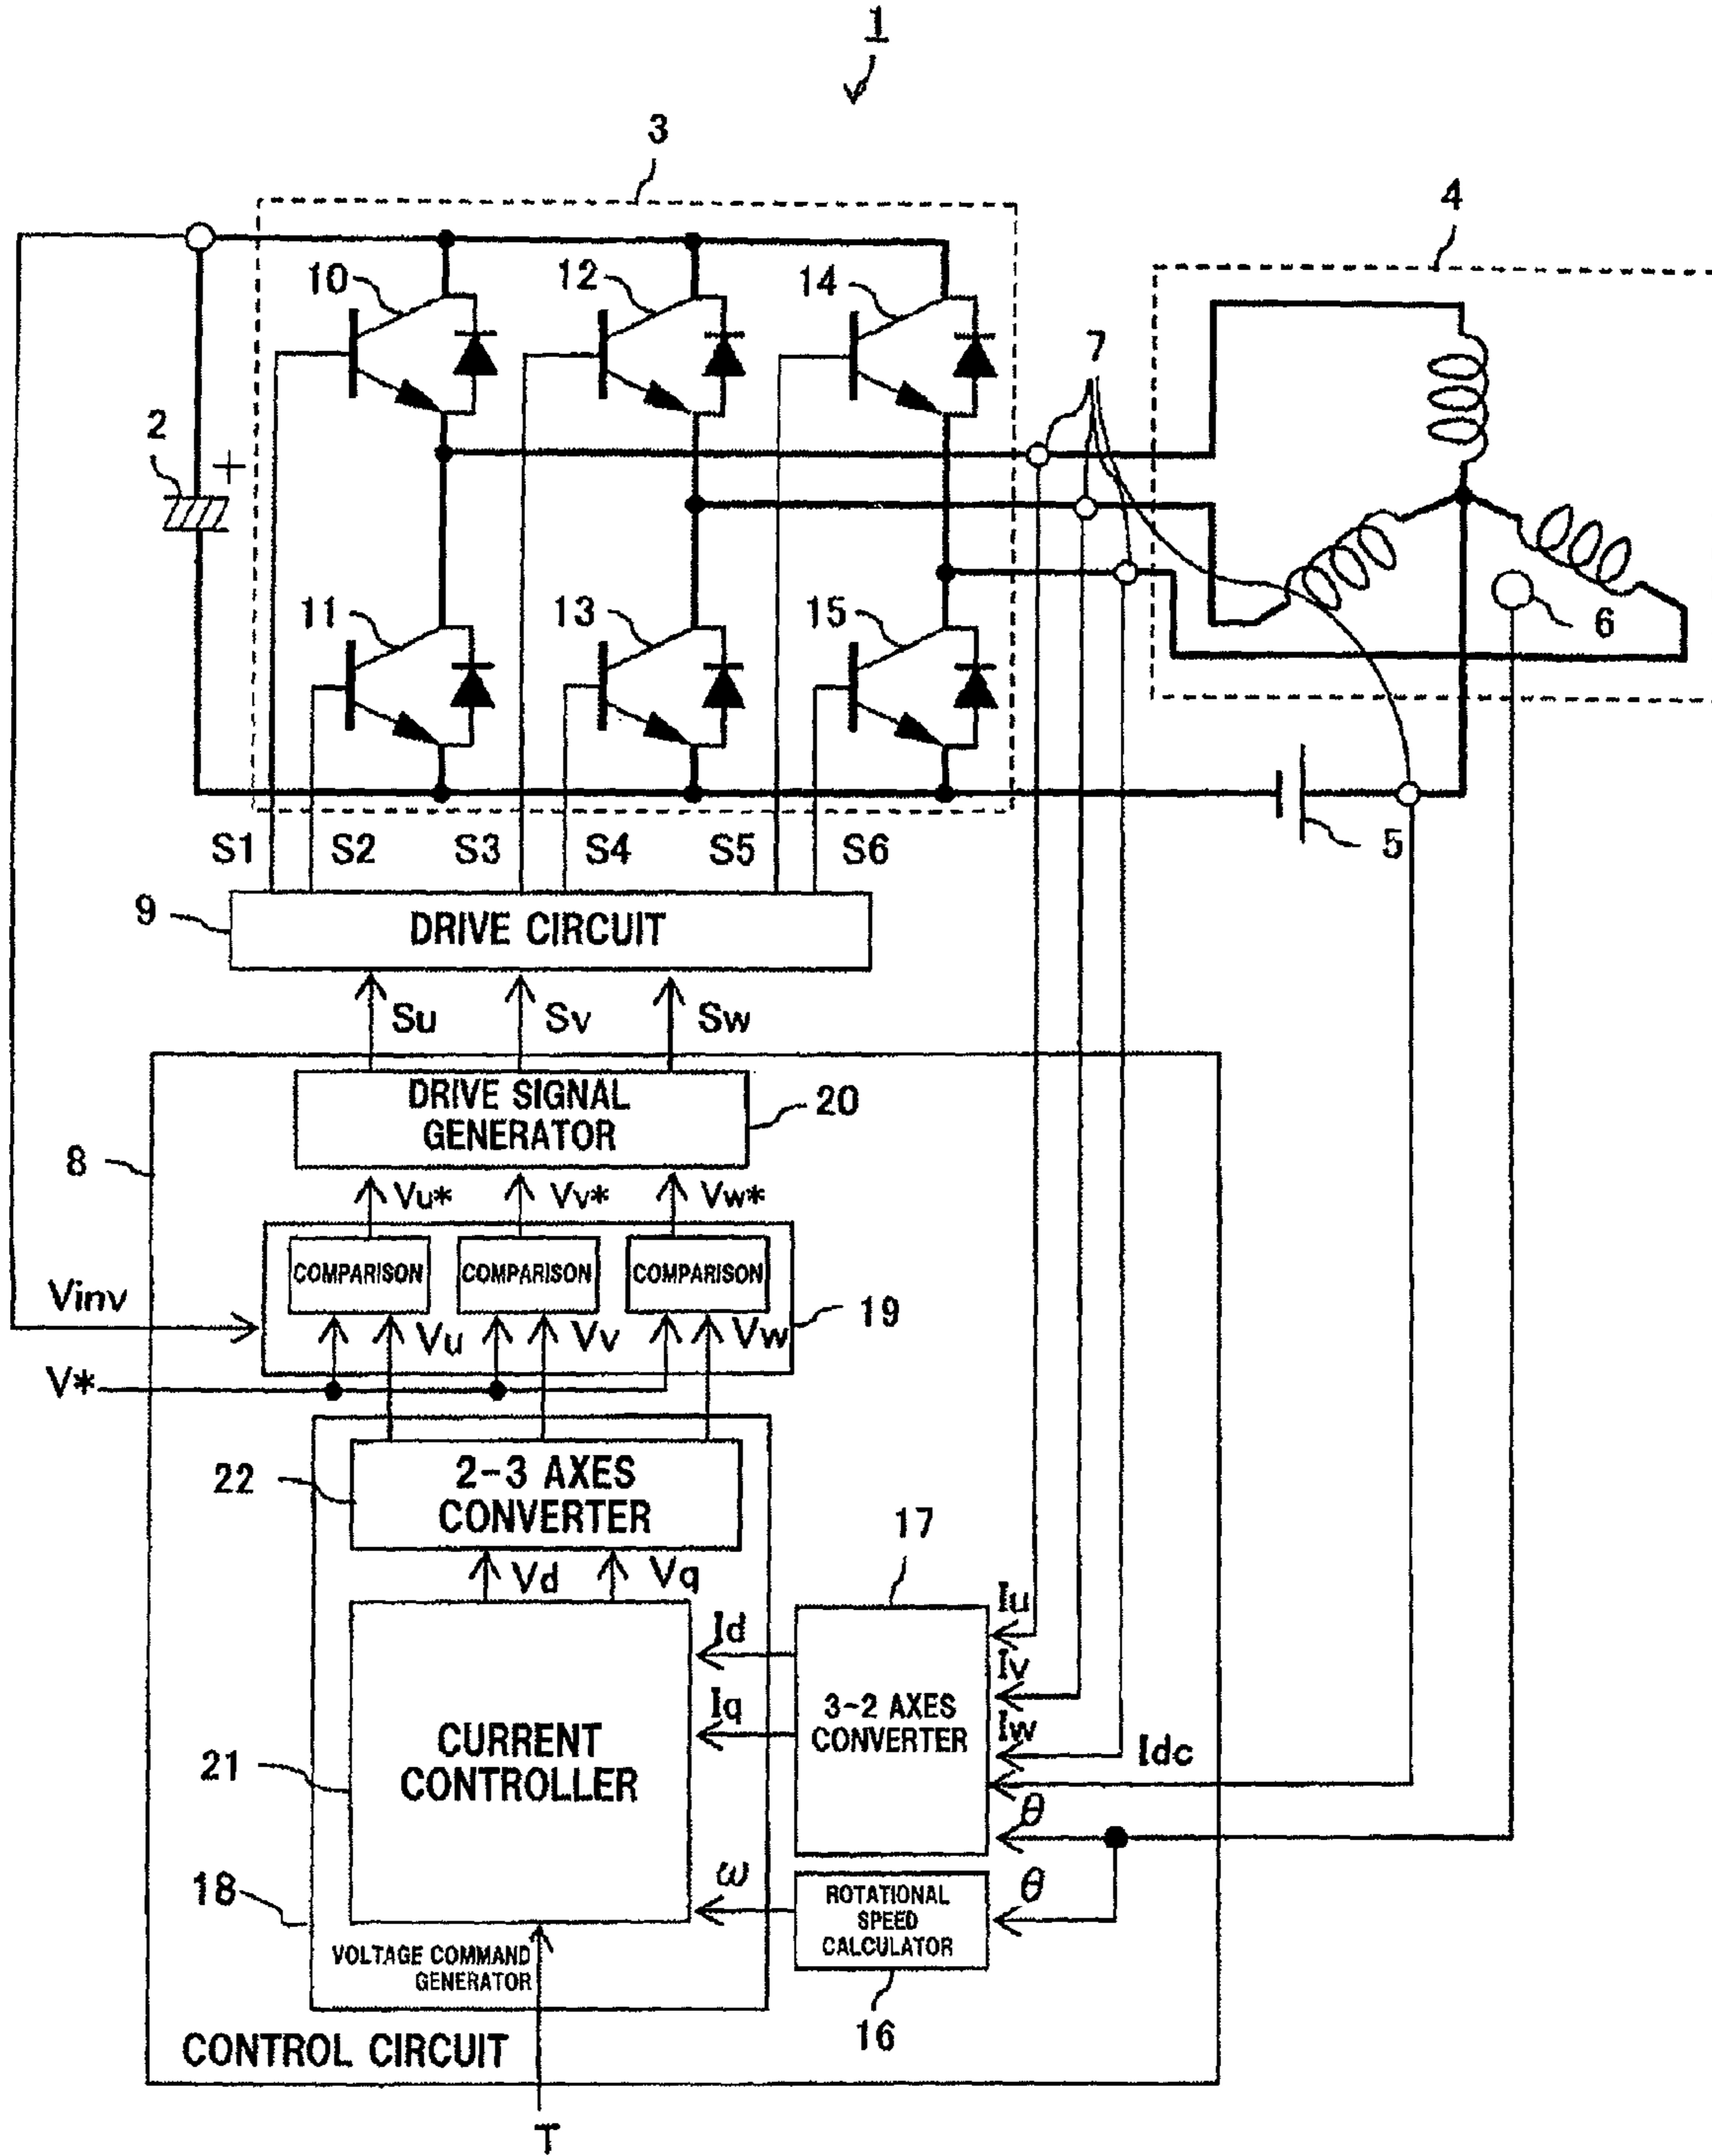 1
3
4
10
12
14
7
2
+
11
13
15
6
S1 S2 S3 S4 S5 S6
5
9
DRIVE CIRCUIT
Su Sv Sw
DRIVE SIGNAL
GENERATOR
20
8
Vu* Vv* Vw*
COMPARISON COMPARISON COMPARISON
Vinv
19
Vu Vv Vw
V*
22
2-3 AXES
CONVERTER
17
Vd Vq
Iu
Id
Iv
3-2 AXES
CONVERTER
Iq
Iw
Idc
CURRENT
CONTROLLER
21
θ
ω
θ
18
ROTATIONAL
SPEED
CALCULATOR
VOLTAGE COMMAND
GENERATOR
16
CONTROL CIRCUIT
T